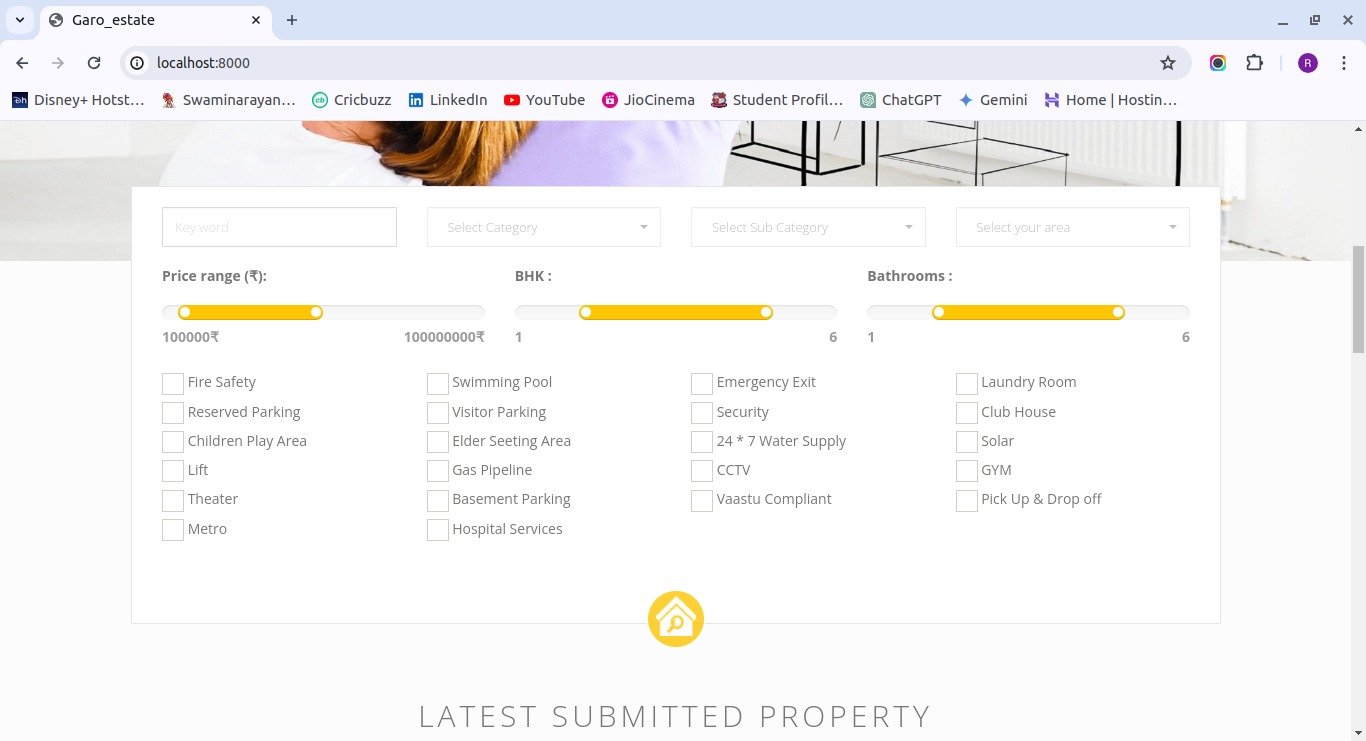 Garo_estate
localhost:8000
Disney+ Hotst…
Swaminarayan…
Cricbuzz
LinkedIn
YouTube
JioCinema
Student Profil…
ChatGPT
Gemini
Home | Hostin…
R
Key word
Select Category
Select Sub Category
Select your area
Price range (₹):
BHK :
Bathrooms :
100000₹
100000000₹
1
6
1
6
Fire Safety
Swimming Pool
Emergency Exit
Laundry Room
Reserved Parking
Visitor Parking
Security
Club House
Children Play Area
Elder Seeting Area
24 * 7 Water Supply
Solar
Lift
Gas Pipeline
CCTV
GYM
Theater
Basement Parking
Vaastu Compliant
Pick Up & Drop off
Metro
Hospital Services
LATEST SUBMITTED PROPERTY